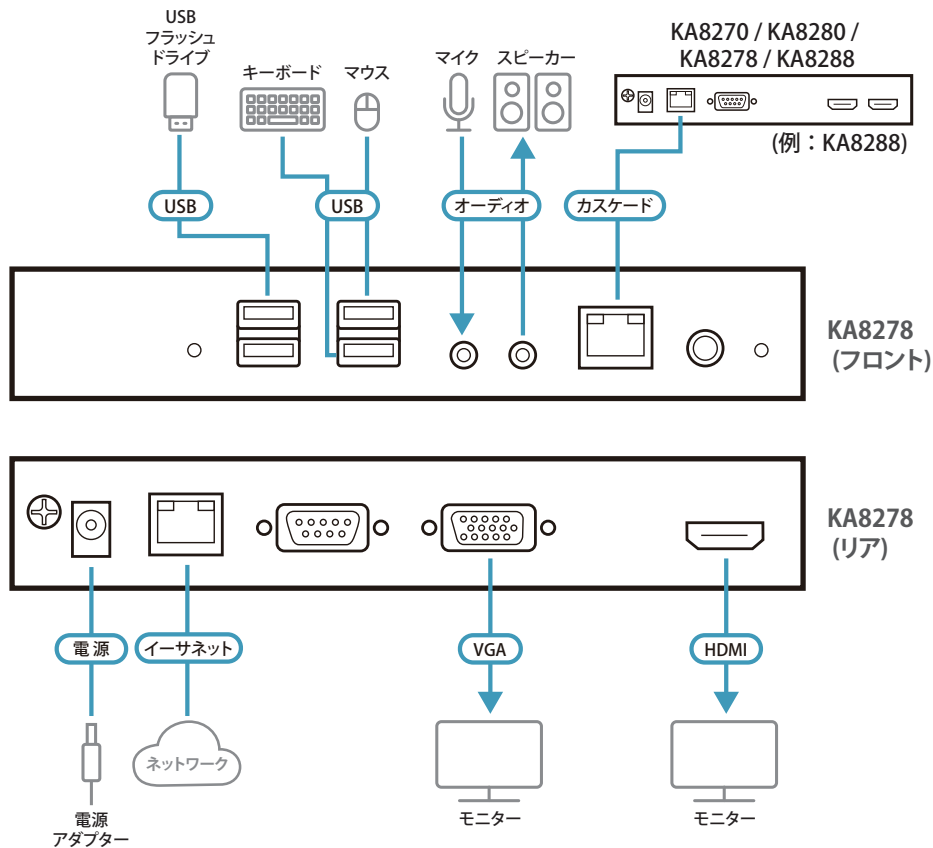 USB
フラッシュ
ドライブ
キーボード
マウス
マイク
スピーカー
KA8270 / KA8280 /
KA8278 / KA8288
(例：KA8288)
USB
USB
オーディオ
カスケード
KA8278
(フロント)
KA8278
(リア)
電源
イーサネット
VGA
HDMI
ネットワーク
電源
アダプター
モニター
モニター